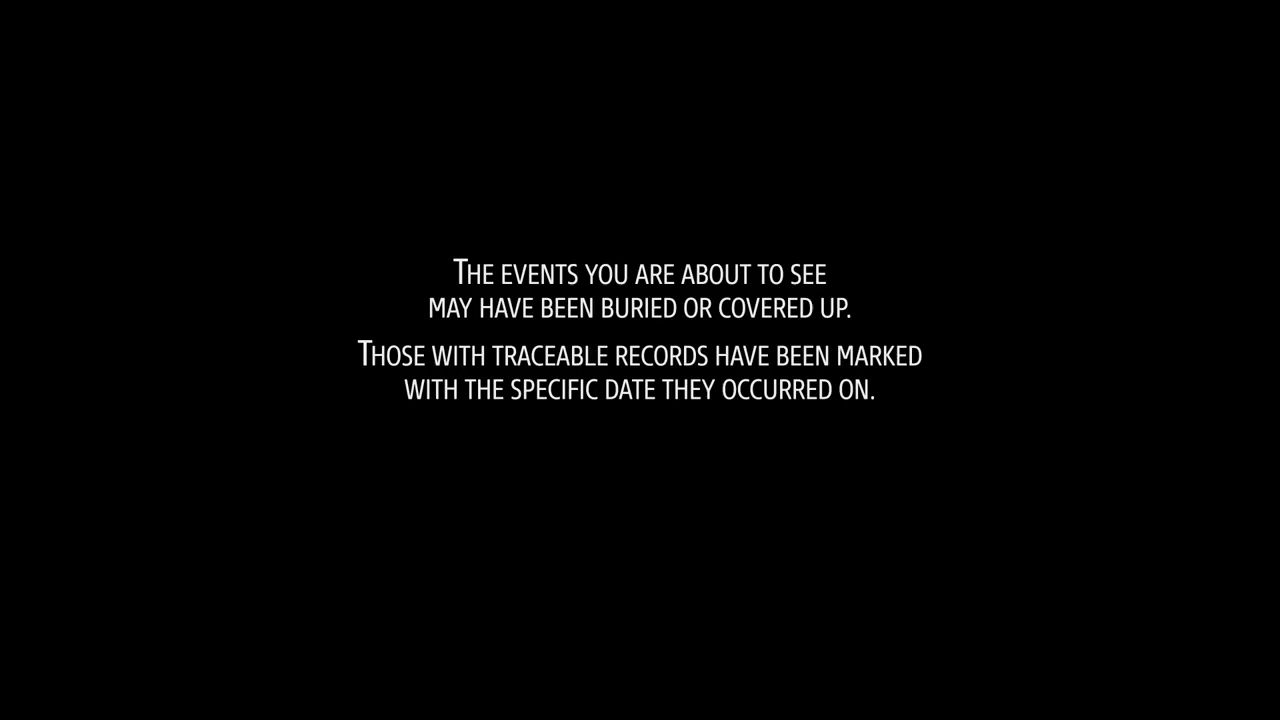 The events you are about to see
may have been buried or covered up.
Those with traceable records have been marked
with the specific date they occurred on.